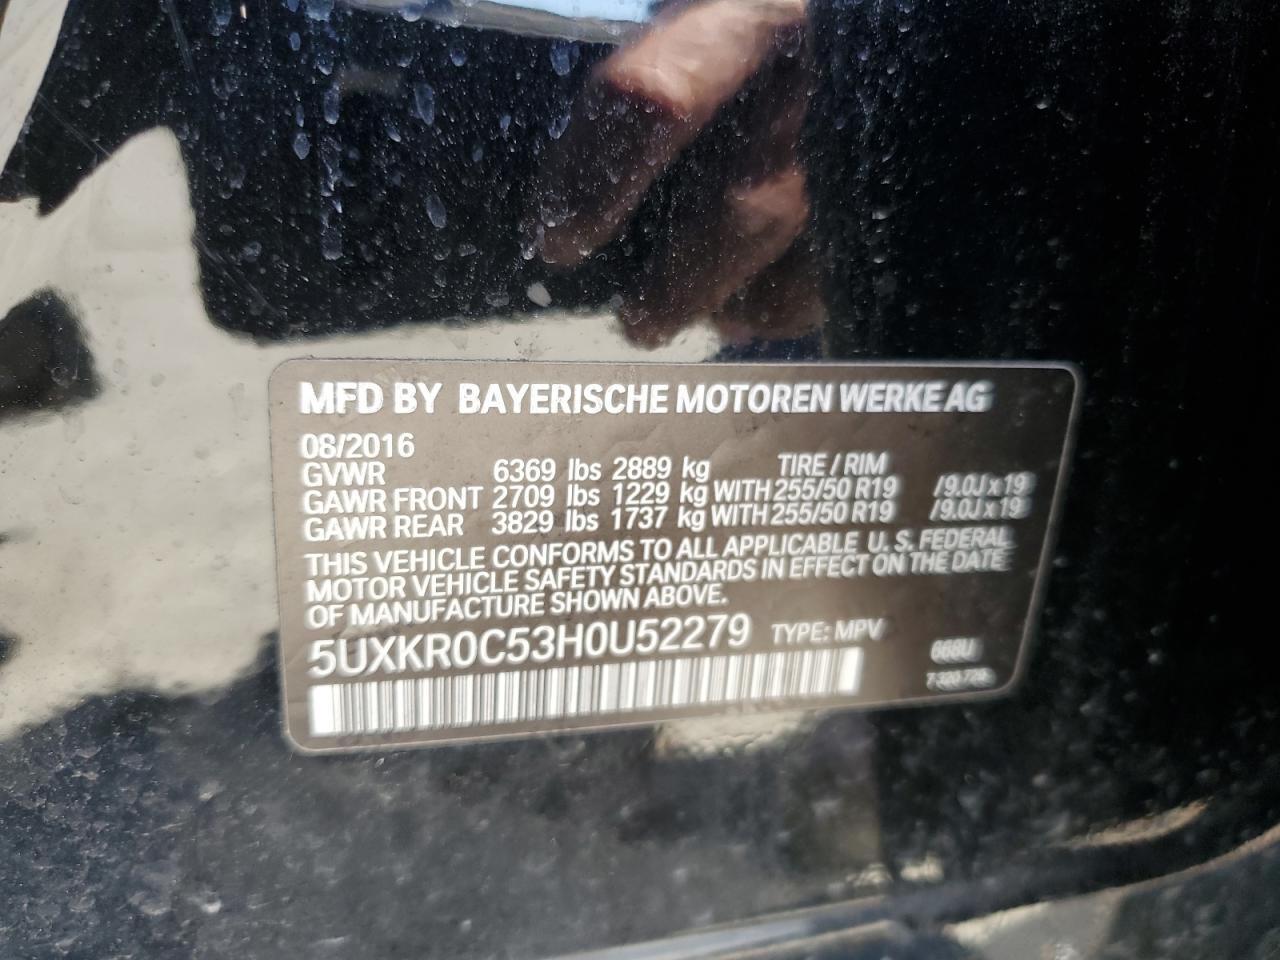 MFD BY BAYERISCHE MOTOREN WERKE AG
08/2016
GVWR 6369 lbs 2889 kg TIRE / RIM
GAWR FRONT 2709 lbs 1229 kg WITH 255/50 R19 /9.0J x 19
GAWR REAR 3829 lbs 1737 kg WITH 255/50 R19 /9.0J x 19
THIS VEHICLE CONFORMS TO ALL APPLICABLE U. S. FEDERAL
MOTOR VEHICLE SAFETY STANDARDS IN EFFECT ON THE DATE
OF MANUFACTURE SHOWN ABOVE.
5UXKR0C53H0U52279 TYPE: MPV